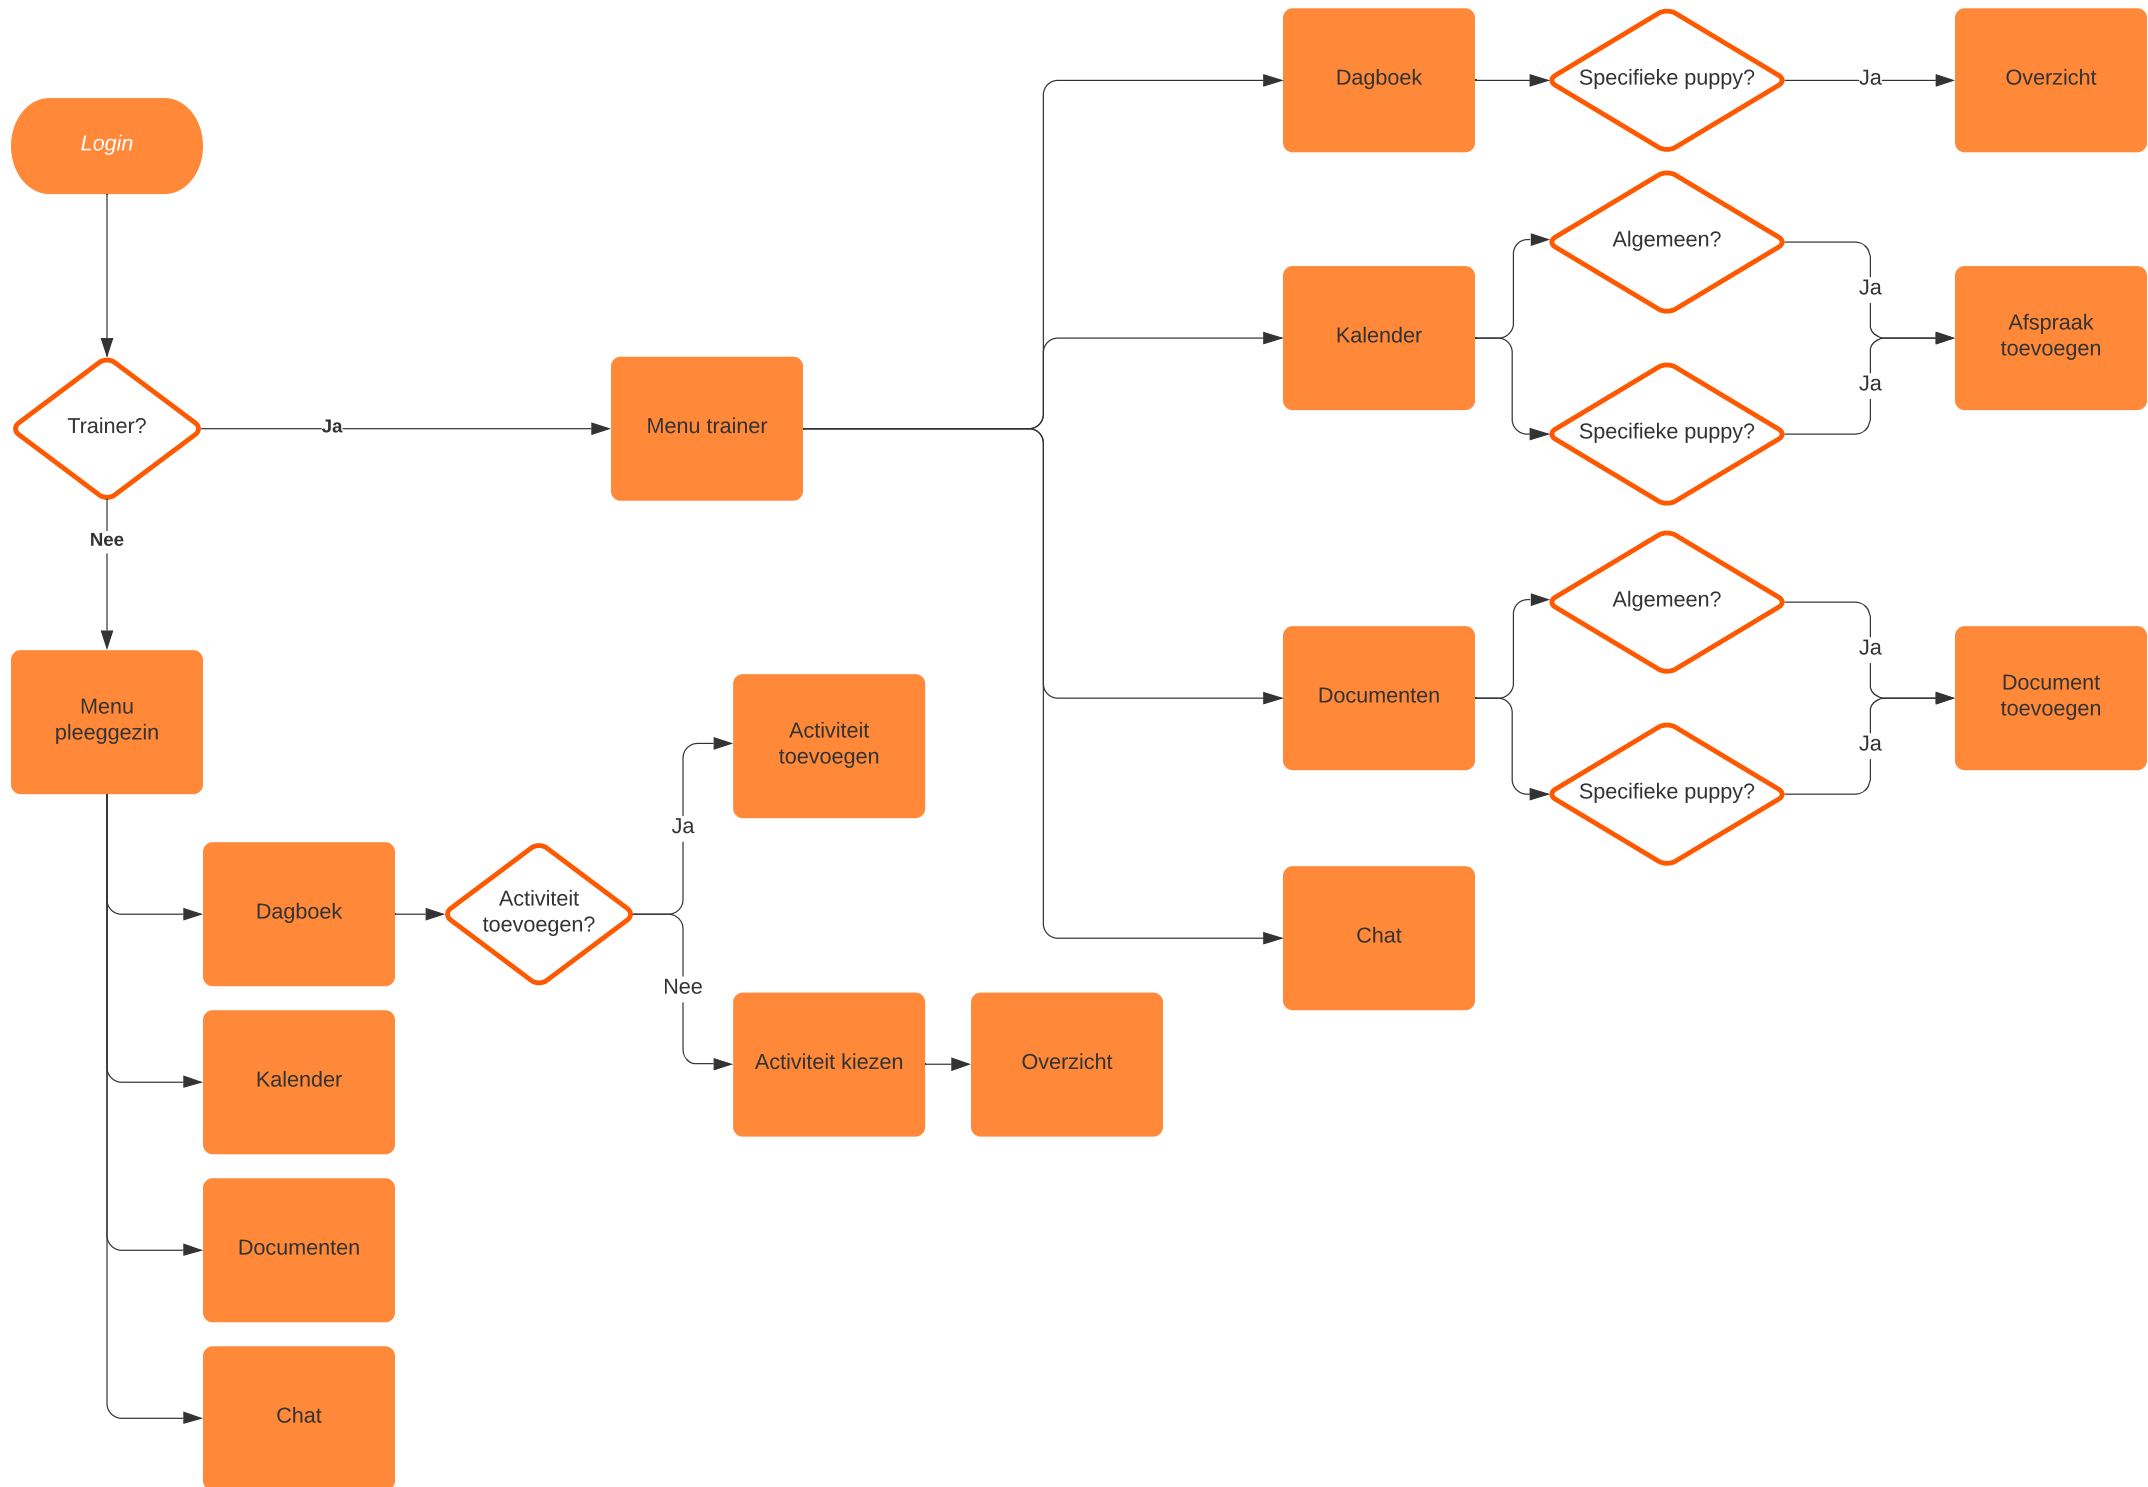 Login
Trainer?
Ja
Nee
Menu trainer
Dagboek
Specifieke puppy?
Ja
Overzicht
Kalender
Algemeen?
Ja
Specifieke puppy?
Ja
Afspraak
toevoegen
Documenten
Algemeen?
Ja
Specifieke puppy?
Ja
Document
toevoegen
Chat
Menu
pleeggezin
Dagboek
Activiteit
toevoegen?
Ja
Activiteit
toevoegen
Nee
Activiteit kiezen
Overzicht
Kalender
Documenten
Chat